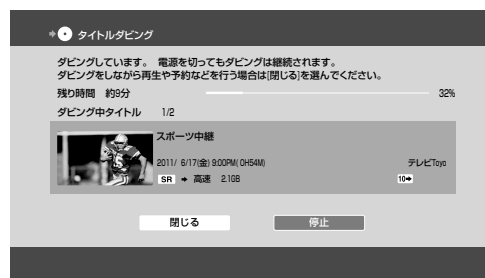 タイトルダビング
ダビングしています。 電源を切ってもダビングは継続されます。
ダビングをしながら再生や予約などを行う場合は[閉じる]を選んでください。
残り時間 約9分 32%
ダビング中タイトル 1/2
スポーツ中継
2011/ 6/17(金) 9:00PM( 0H54M) テレビToyo
SR ➡ 高速 2.1GB 10➡
閉じる 停止